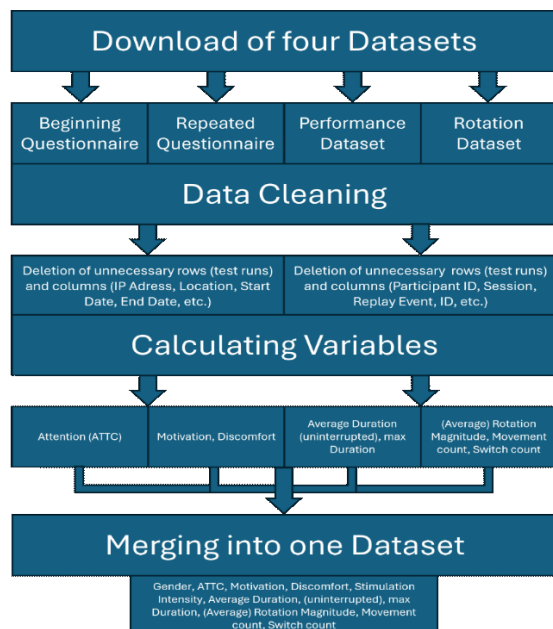 Download of four Datasets
Beginning
Questionnaire
Repeated
Questionnaire
Performance
Dataset
Rotation
Dataset
Data Cleaning
Deletion of unnecessary rows (test runs)
and columns (IP Adress, Location, Start
Date, End Date, etc.)
Deletion of unnecessary rows (test runs)
and columns (Participant ID, Session,
Replay Event, ID, etc.)
Calculating Variables
Attention (ATTC)
Motivation, Discomfort
Average Duration
(uninterrupted), max
Duration
(Average) Rotation
Magnitude, Movement
count, Switch count
Merging into one Dataset
Gender, ATTC, Motivation, Discomfort, Stimulation
Intensity, Average Duration, (uninterrupted), max
Duration, (Average) Rotation Magnitude, Movement
count, Switch count